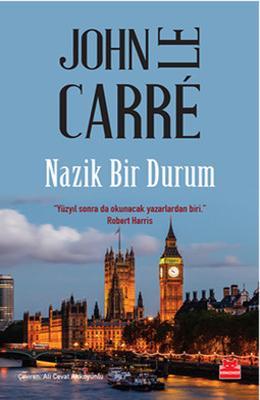 JOHN LE
CARRÉ
Nazik Bir Durum
"Yüzyıl sonra da okunacak yazarlardan biri."
Robert Harris
Çeviren: Ali Cevat Akkoyunlu